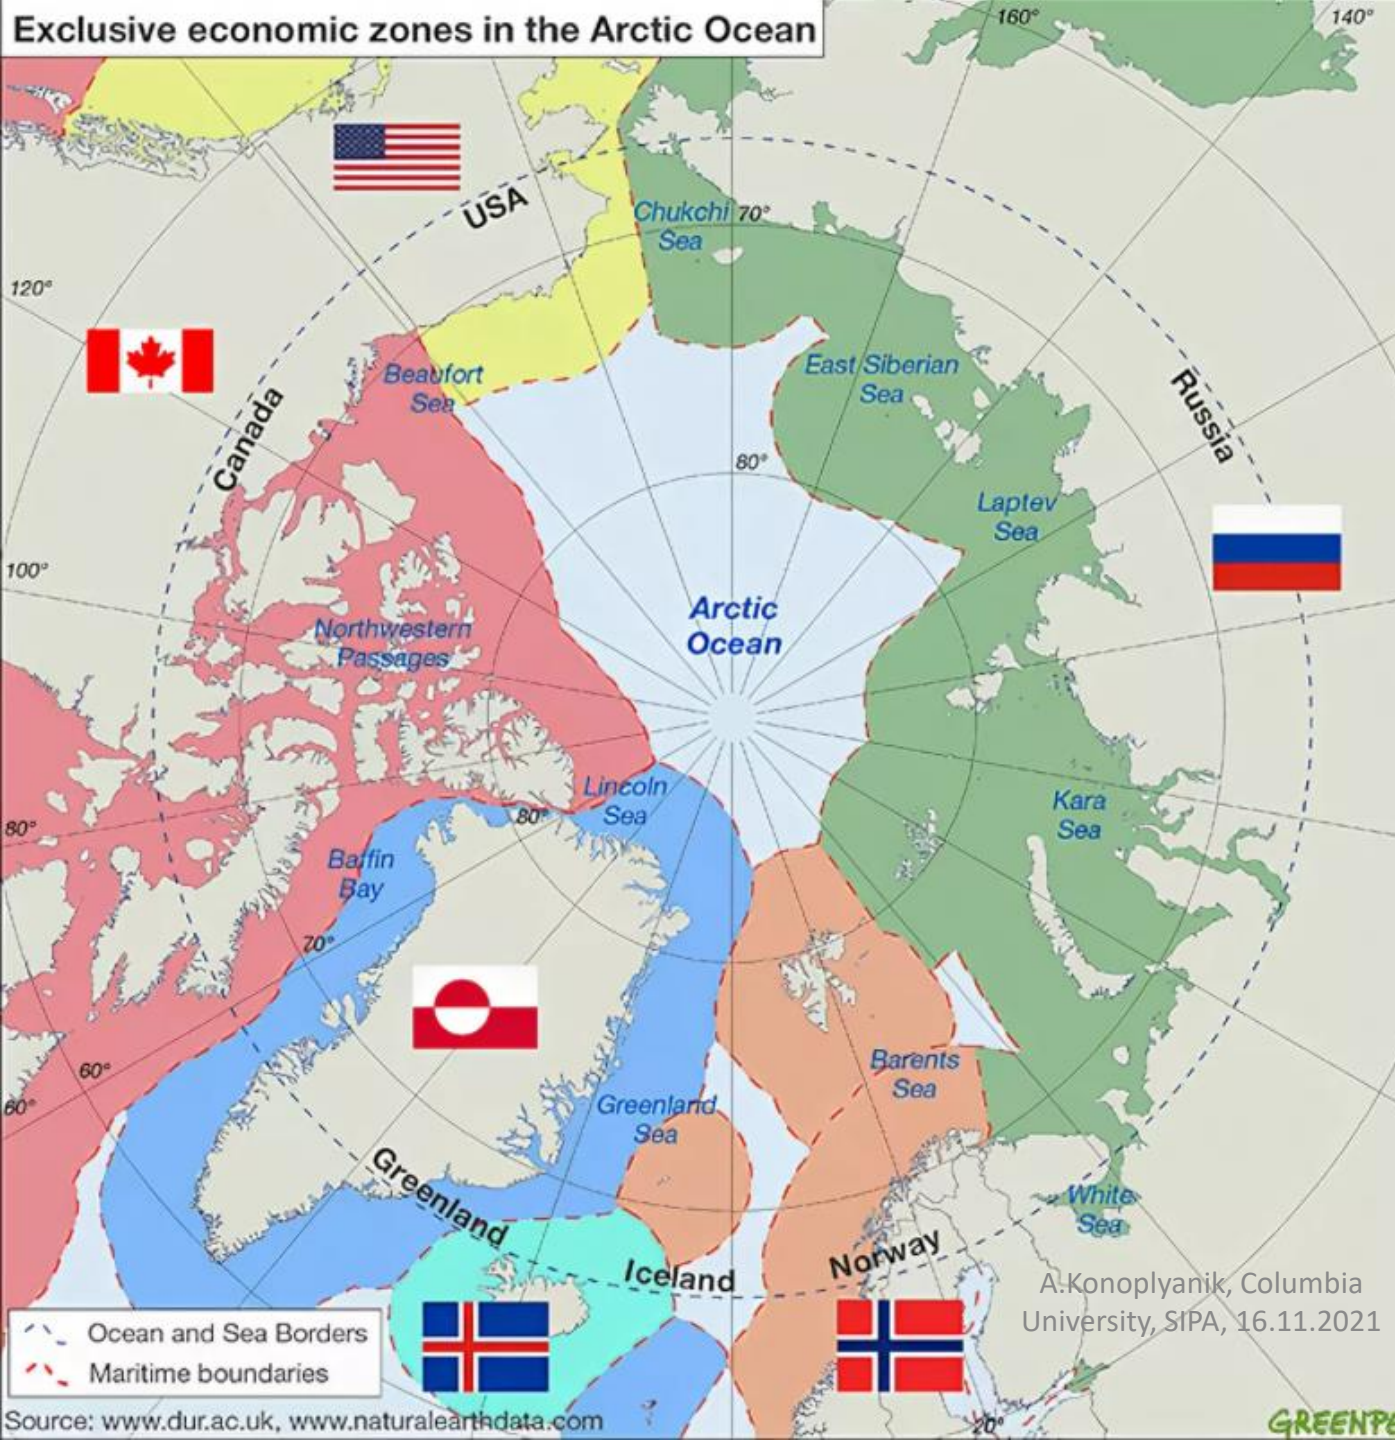 Exclusive economic zones in the Arctic Ocean
160°
140°
USA
Chukchi
Sea
70°
120°
Canada
Beaufort
Sea
East Siberian
Sea
Russia
80°
Laptev
Sea
100°
Arctic
Ocean
Northwestern
Passages
Lincoln
Sea
80°
Kara
Sea
80°
Baffin
Bay
70°
60°
60°
Barents
Sea
Greenland
Sea
Greenland
White
Sea
Iceland
Norway
A.Konoplyanik, Columbia
University, SIPA, 16.11.2021
Ocean and Sea Borders
Maritime boundaries
Source: www.dur.ac.uk, www.naturalearthdata.com
20°